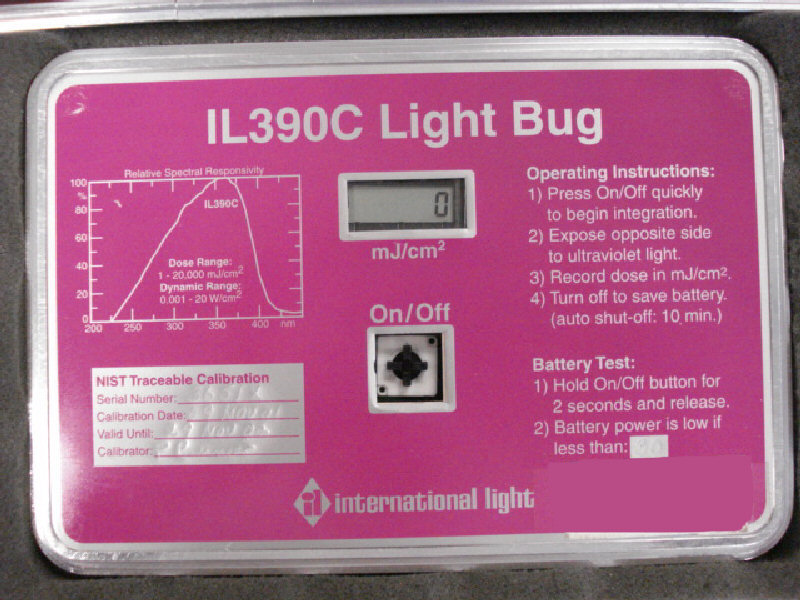 IL390C Light Bug
Relative Spectral Responsivity
100
%
80
60
40
20
0
200 250 300 350 400 nm
IL390C
Dose Range:
1 - 20,000 mJ/cm²
Dynamic Range:
0.001 - 20 W/cm²
0
mJ/cm²
On/Off
NIST Traceable Calibration
Serial Number:
Calibration Date:
Valid Until:
Calibrator:
Operating Instructions:
1) Press On/Off quickly
to begin integration.
2) Expose opposite side
to ultraviolet light.
3) Record dose in mJ/cm².
4) Turn off to save battery.
(auto shut-off: 10 min.)
Battery Test:
1) Hold On/Off button for
2 seconds and release.
2) Battery power is low if
less than:
il international light